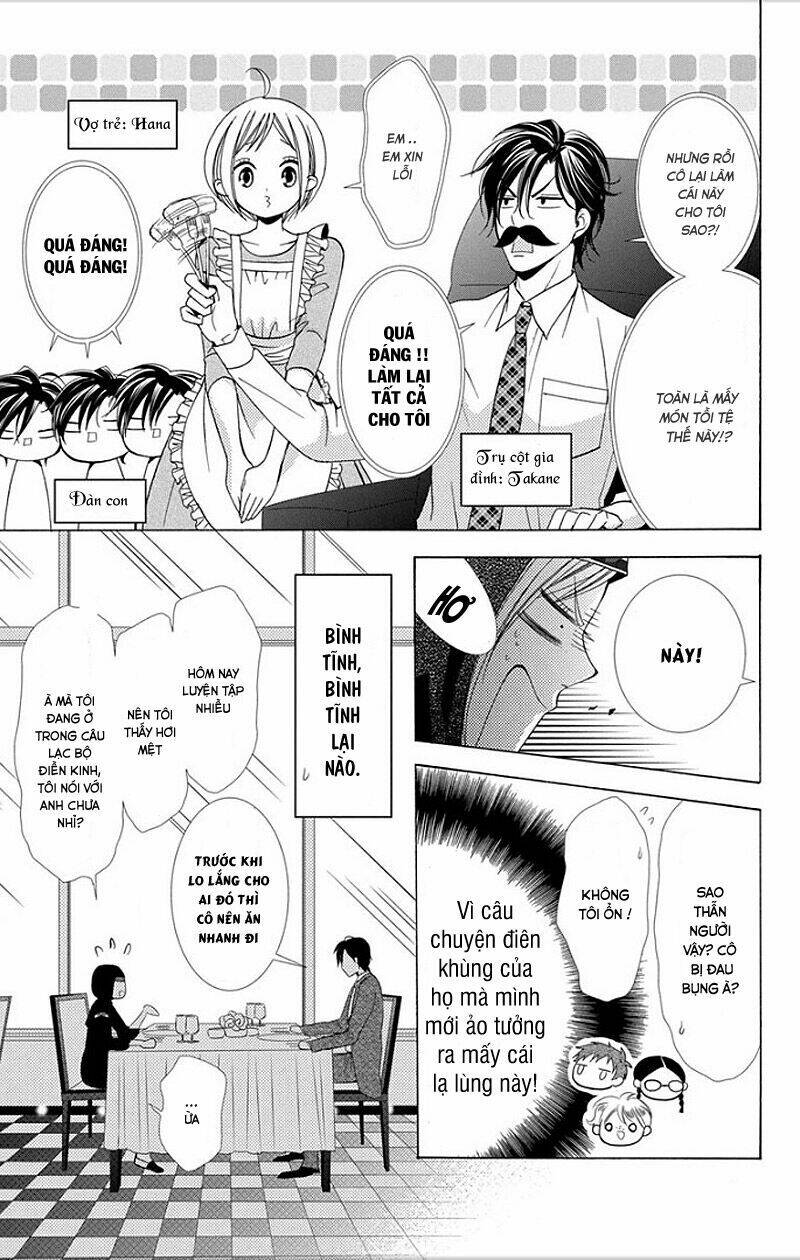 NHƯNG RỒI
CÔ LẠI LÀM
CÁI NÀY
CHO TÔI
SAO?!
TOÀN LÀ MẤY
MÓN TỒI TỆ
THẾ NÀY!?
EM ..
EM XIN
LỖI
QUÁ
ĐÁNG !!
LÀM LẠI
TẤT CẢ
CHO TÔI
Trụ cột gia
đình: Takane
Vợ trẻ: Hana
QUÁ ĐÁNG!
QUÁ ĐÁNG!
Đàn con
NÀY!
HƠ
SAO
THẪN
NGƯỜI
VẬY? CÔ
BỊ ĐAU
BỤNG À?
KHÔNG
TÔI ỔN !
Vì câu
chuyện điên
khùng của
họ mà mình
mới ảo tưởng
ra mấy cái
lạ lùng này!
BÌNH
TĨNH,
BÌNH
TĨNH
LẠI
NÀO.
HÔM NAY
LUYỆN TẬP
NHIỀU
NÊN TÔI
THẤY HƠI
MỆT
À MÀ TÔI
ĐANG Ở
TRONG CÂU
LẠC BỘ
ĐIỀN KINH,
TÔI NÓI VỚI
ANH CHƯA
NHỈ?
TRƯỚC KHI
LO LẮNG CHO
AI ĐÓ THÌ
CÔ NÊN ĂN
NHANH ĐI
...
ỪA